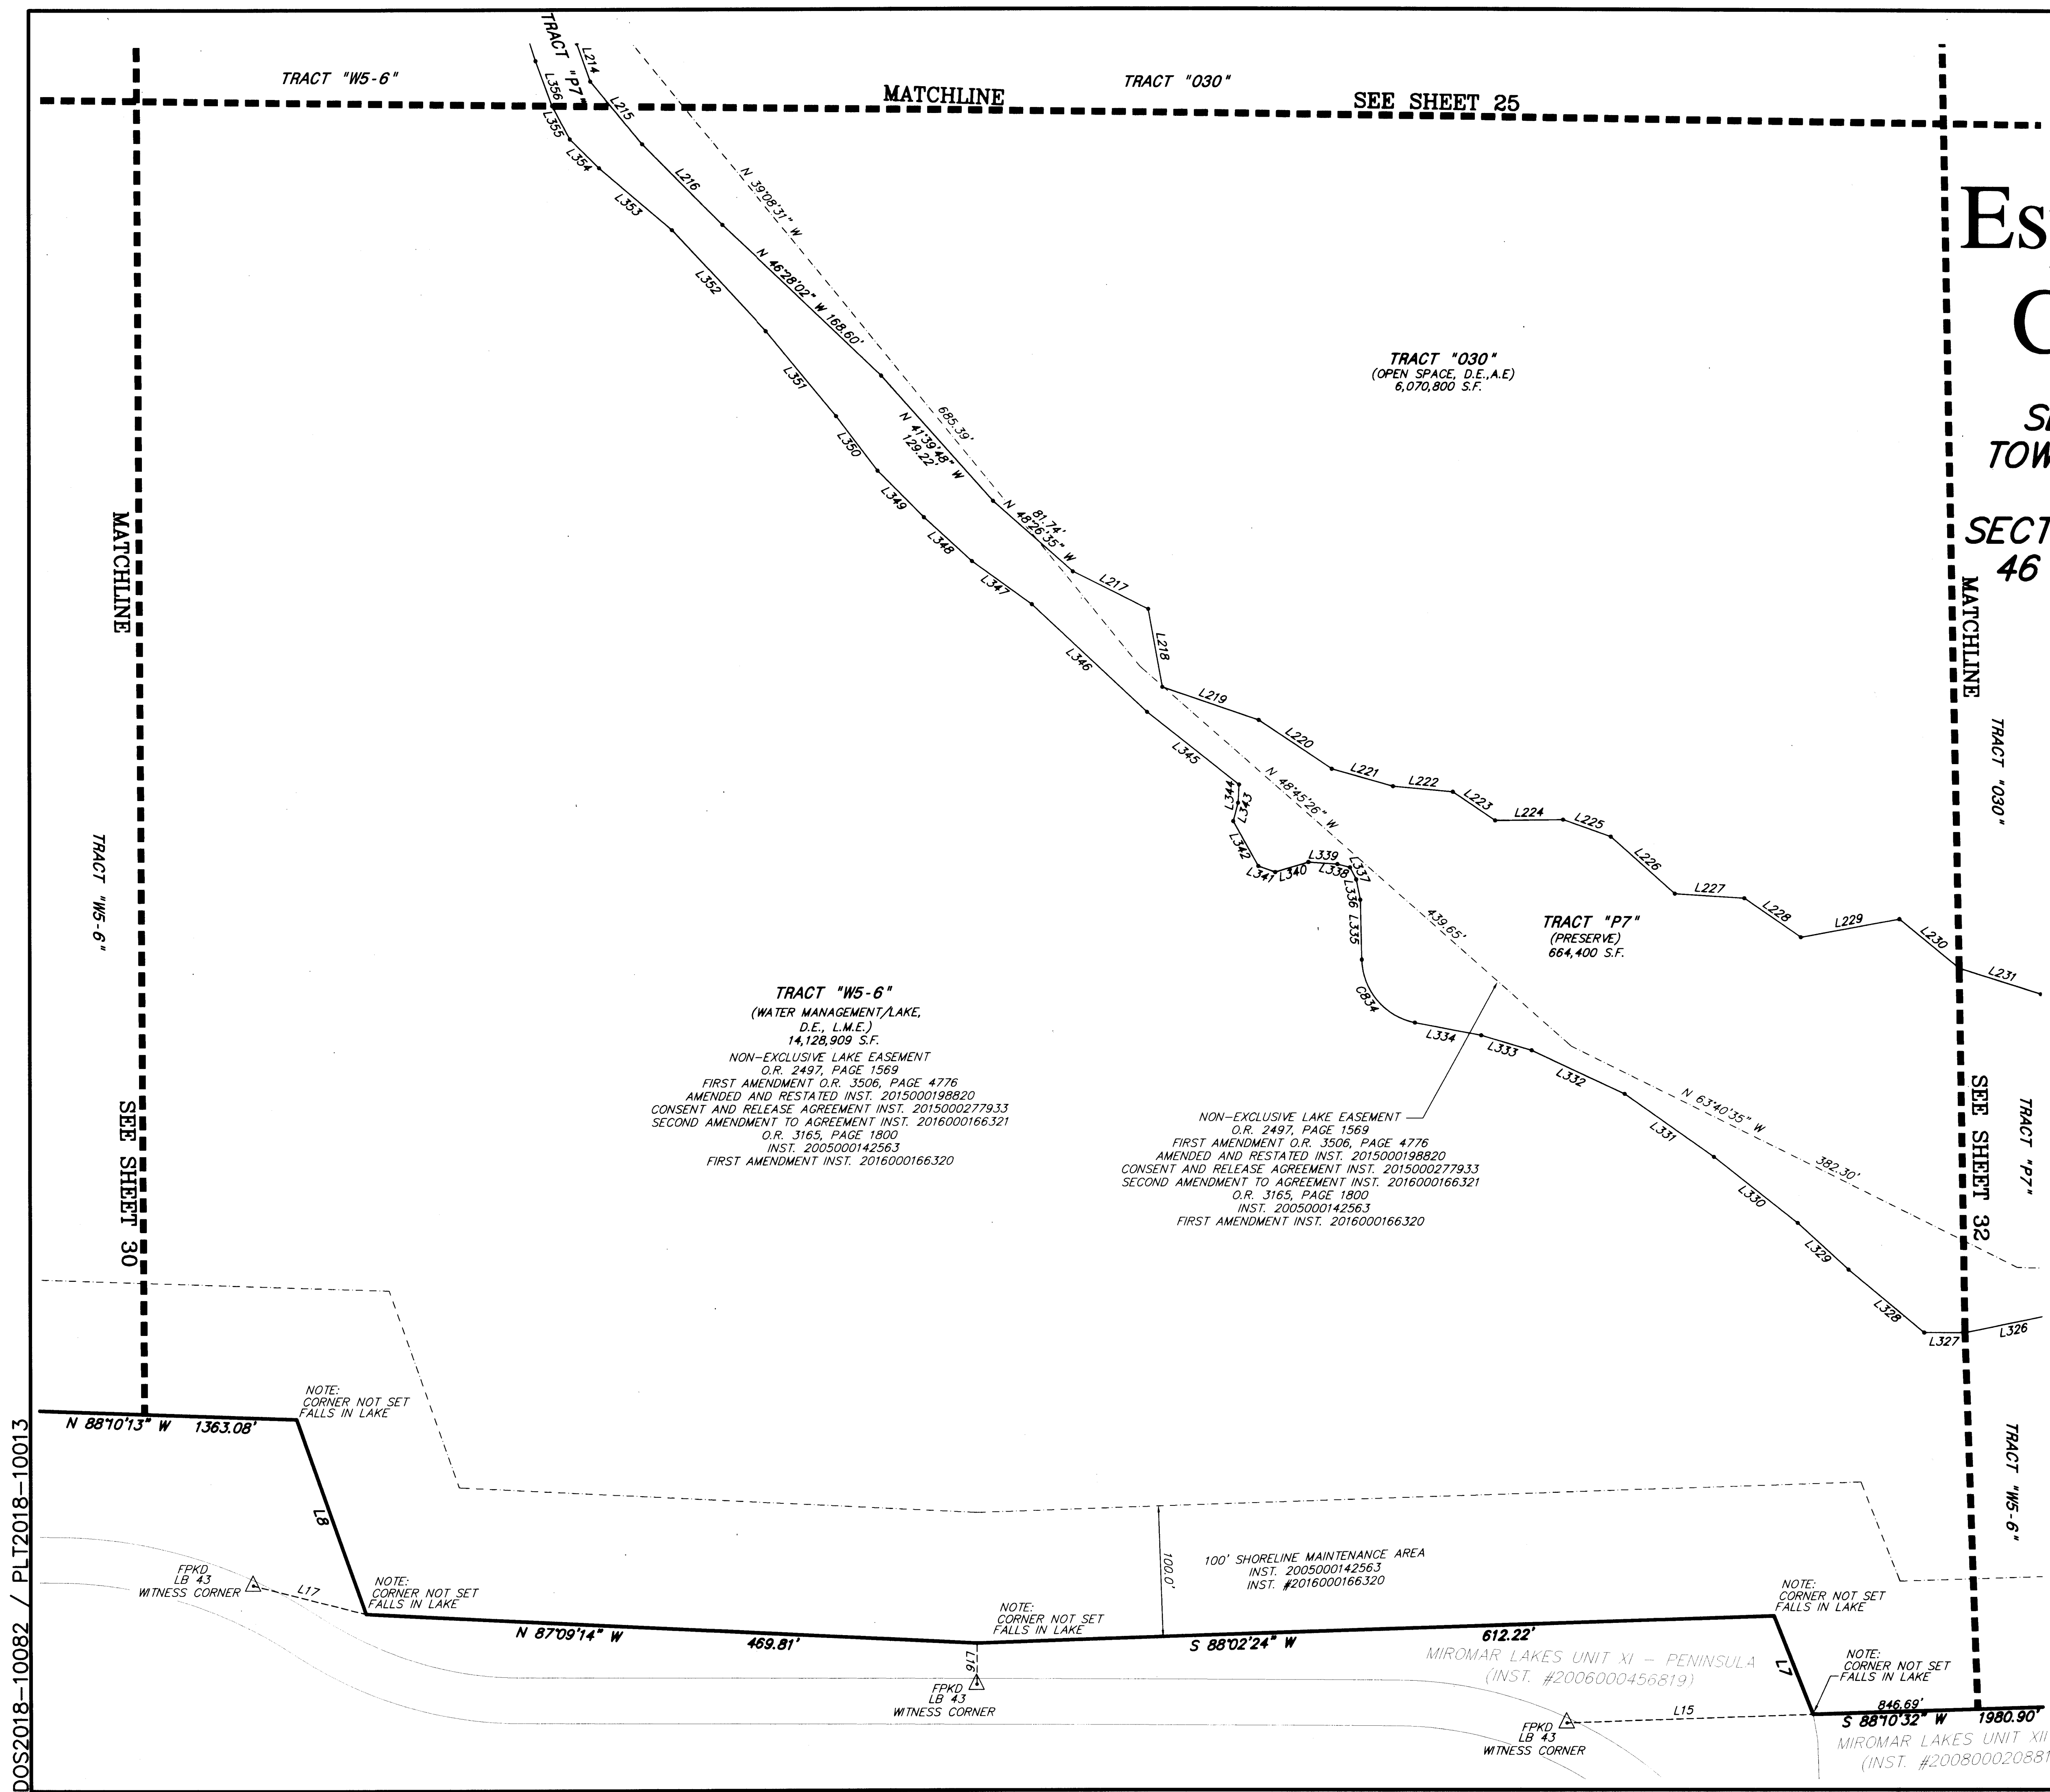 TRACT "W5-6"
TRACT "P7"
L214
MATCHLINE
TRACT "O30"
SEE SHEET 25
L356
L355
L215
L354
L216
L353
N 39°08'31" W
L352
N 46°28'02" W 168.60'
L351
685.39'
L350
N 41°39'48" W
129.22'
L349
L348
81.74'
N 48°26'35" W
L347
L217
L218
L346
L219
L345
L220
N 48°45'26" W
L221
L222
L223
L224
L225
L344
L343
L342
L341
L340
L339
L338
L337
L336
L335
L226
L227
L228
L229
L230
L231
439.65'
C834
L334
L333
L332
L331
L330
L329
L328
L327
L326
N 63°40'35" W
382.30'
TRACT "O30"
(OPEN SPACE, D.E.,A.E)
6,070,800 S.F.
TRACT "P7"
(PRESERVE)
664,400 S.F.
TRACT "W5-6"
(WATER MANAGEMENT/LAKE,
D.E., L.M.E.)
14,128,909 S.F.
NON-EXCLUSIVE LAKE EASEMENT
O.R. 2497, PAGE 1569
FIRST AMENDMENT O.R. 3506, PAGE 4776
AMENDED AND RESTATED INST. 2015000198820
CONSENT AND RELEASE AGREEMENT INST. 2015000277933
SECOND AMENDMENT TO AGREEMENT INST. 2016000166321
O.R. 3165, PAGE 1800
INST. 2005000142563
FIRST AMENDMENT INST. 2016000166320
NON-EXCLUSIVE LAKE EASEMENT
O.R. 2497, PAGE 1569
FIRST AMENDMENT O.R. 3506, PAGE 4776
AMENDED AND RESTATED INST. 2015000198820
CONSENT AND RELEASE AGREEMENT INST. 2015000277933
SECOND AMENDMENT TO AGREEMENT INST. 2016000166321
O.R. 3165, PAGE 1800
INST. 2005000142563
FIRST AMENDMENT INST. 2016000166320
MATCHLINE
TRACT "W5-6"
SEE SHEET 30
Es
SECT
46
TOW
MATCHLINE
TRACT "O30"
SEE SHEET 32
TRACT "P7"
TRACT "W5-6"
N 88°10'13" W 1363.08'
NOTE:
CORNER NOT SET
FALLS IN LAKE
L8
FPKD
LB 43
WITNESS CORNER
L17
NOTE:
CORNER NOT SET
FALLS IN LAKE
N 87°09'14" W 469.81'
NOTE:
CORNER NOT SET
FALLS IN LAKE
L16
FPKD
LB 43
WITNESS CORNER
100.0'
100' SHORELINE MAINTENANCE AREA
INST. 2005000142563
INST. #2016000166320
S 88°02'24" W 612.22'
MIROMAR LAKES UNIT XI - PENINSULA
(INST. #2006000456819)
NOTE:
CORNER NOT SET
FALLS IN LAKE
L7
NOTE:
CORNER NOT SET
FALLS IN LAKE
L15
FPKD
LB 43
WITNESS CORNER
846.69'
S 88°10'32" W 1980.90'
MIROMAR LAKES UNIT XII
(INST. #200800020881
DOS2018-10082 / PLT2018-10013